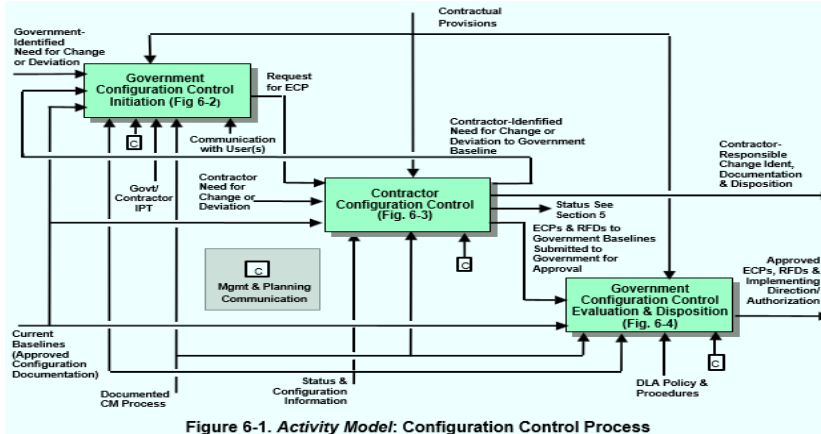 Contractual
Provisions
Government-
Identified
Need for Change
or Deviation
Government
Configuration Control
Initiation (Fig 6-2)
Request
for ECP
C
Communication
with User(s)
Contractor-Idenfified
Need for Change or
Deviation to Government
Baseline
Contractor-
Responsible
Change Ident,
Documentation
& Disposition
Govt/
Contractor
IPT
Contractor
Need for
Change or
Deviation
Contractor
Configuration Control
(Fig. 6-3)
Status See
Section 5
ECPs & RFDs to
Government Baselines
Submitted to
Government for
Approval
C
C
Mgmt & Planning
Communication
Approved
ECPs, RFDs &
Implementing
Direction/
Authorization
Government
Configuration Control
Evaluation & Disposition
(Fig. 6-4)
Current
Baselines
(Approved
Configuration
Documentation)
C
Documented
CM Process
Status &
Configuration
Information
DLA Policy &
Procedures
Figure 6-1. Activity Model: Configuration Control Process